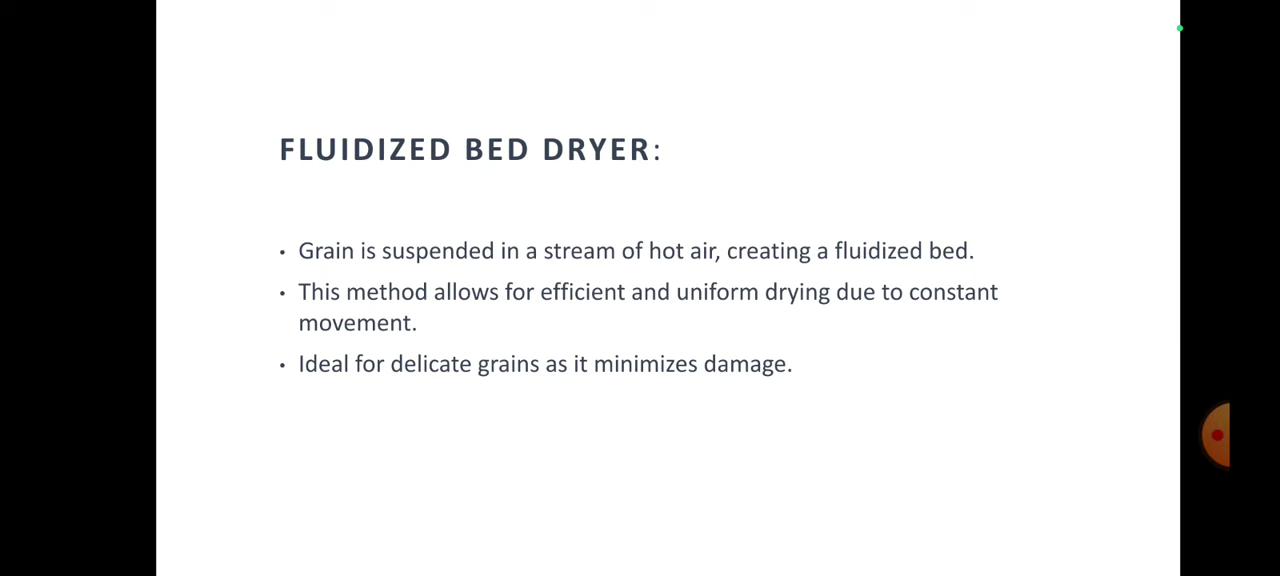 FLUIDIZED BED DRYER:
• Grain is suspended in a stream of hot air, creating a fluidized bed.
• This method allows for efficient and uniform drying due to constant
movement.
• Ideal for delicate grains as it minimizes damage.